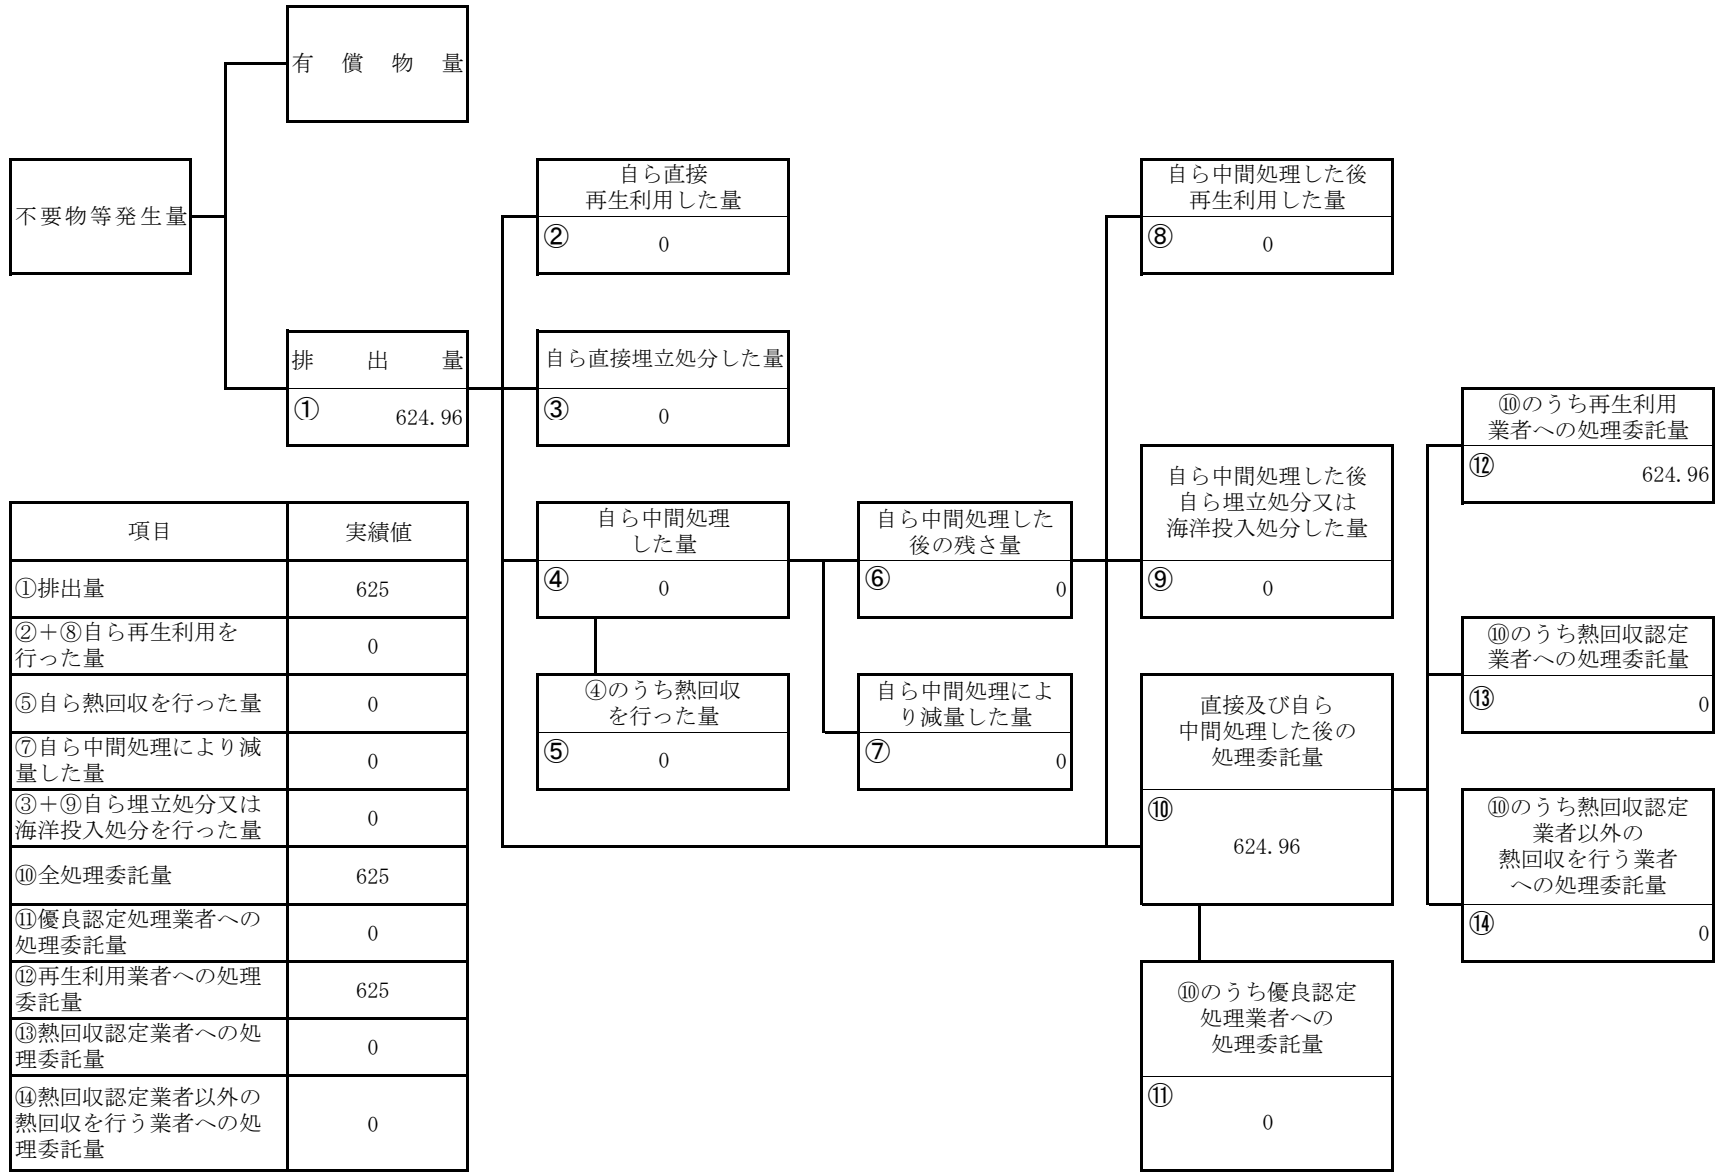 有償物量
不要物等発生量
自ら直接
再生利用した量
② 0
自ら中間処理した後
再生利用した量
⑧ 0
排出量
① 624.96
自ら直接埋立処分した量
③ 0
⑩のうち再生利用
業者への処理委託量
⑫ 624.96
自ら中間処理した後
自ら埋立処分又は
海洋投入処分した量
⑨ 0
自ら中間処理
した量
④ 0
自ら中間処理した
後の残さ量
⑥ 0
⑩のうち熱回収認定
業者への処理委託量
⑬ 0
④のうち熱回収
を行った量
⑤ 0
自ら中間処理によ
り減量した量
⑦ 0
直接及び自ら
中間処理した後の
処理委託量
⑩
624.96
⑩のうち熱回収認定
業者以外の
熱回収を行う業者
への処理委託量
⑭ 0
⑩のうち優良認定
処理業者への
処理委託量
⑪
0
項目 実績値
①排出量 625
②＋⑧自ら再生利用を
行った量 0
⑤自ら熱回収を行った量 0
⑦自ら中間処理により減
量した量 0
③＋⑨自ら埋立処分又は
海洋投入処分を行った量 0
⑩全処理委託量 625
⑪優良認定処理業者への
処理委託量 0
⑫再生利用業者への処理
委託量 625
⑬熱回収認定業者への処
理委託量 0
⑭熱回収認定業者以外の
熱回収を行う業者への処
理委託量 0